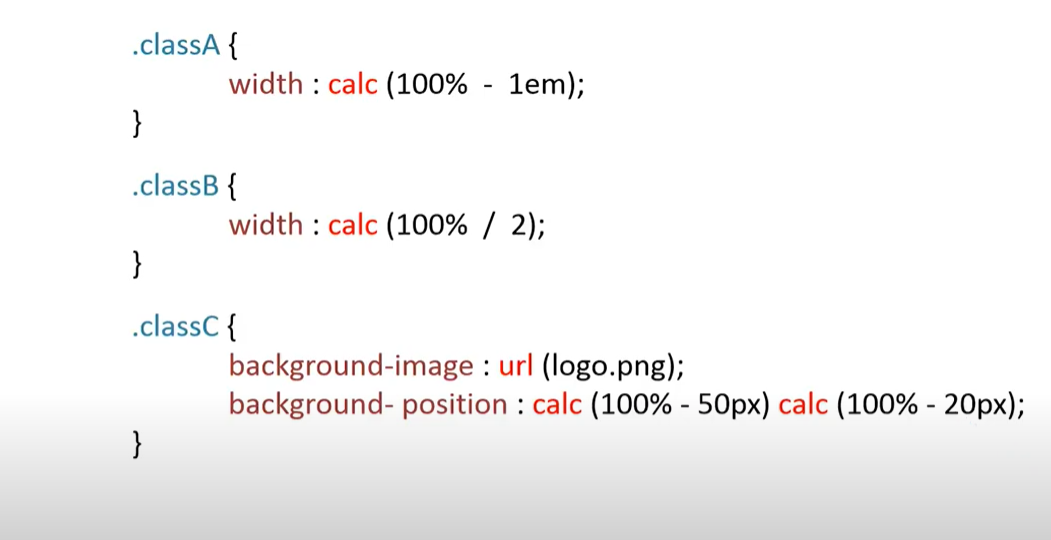 .classA {
width : calc (100% - 1em);
}
.classB {
width : calc (100% / 2);
}
.classC {
background-image : url (logo.png);
background- position : calc (100% - 50px) calc (100% - 20px);
}